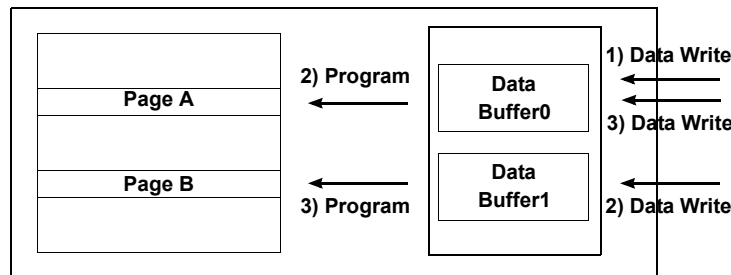 1) Data Write
2) Program
Data
Buffer0
Page A
3) Data Write
Data
Buffer1
Page B
3) Program
2) Data Write